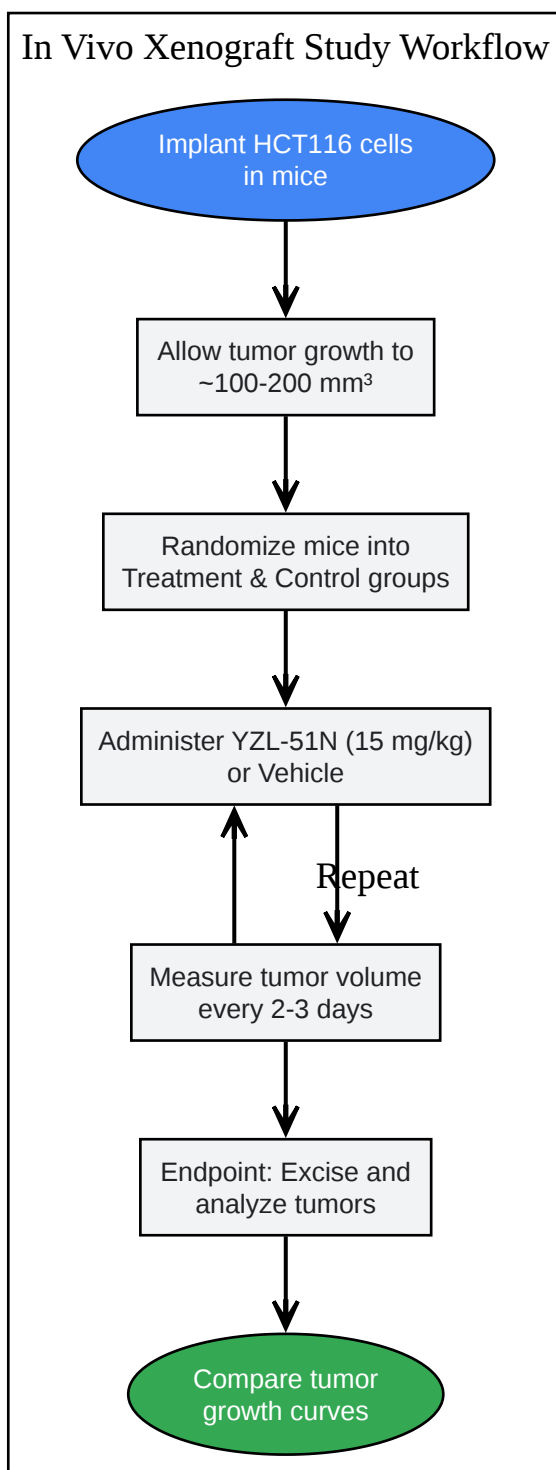 In Vivo Xenograft Study Workflow
Implant HCT116 cells
in mice
Allow tumor growth to
~100-200 mm³
Randomize mice into
Treatment & Control groups
Administer YZL-51N (15 mg/kg)
or Vehicle
Repeat
Measure tumor volume
every 2-3 days
Endpoint: Excise and
analyze tumors
Compare tumor
growth curves